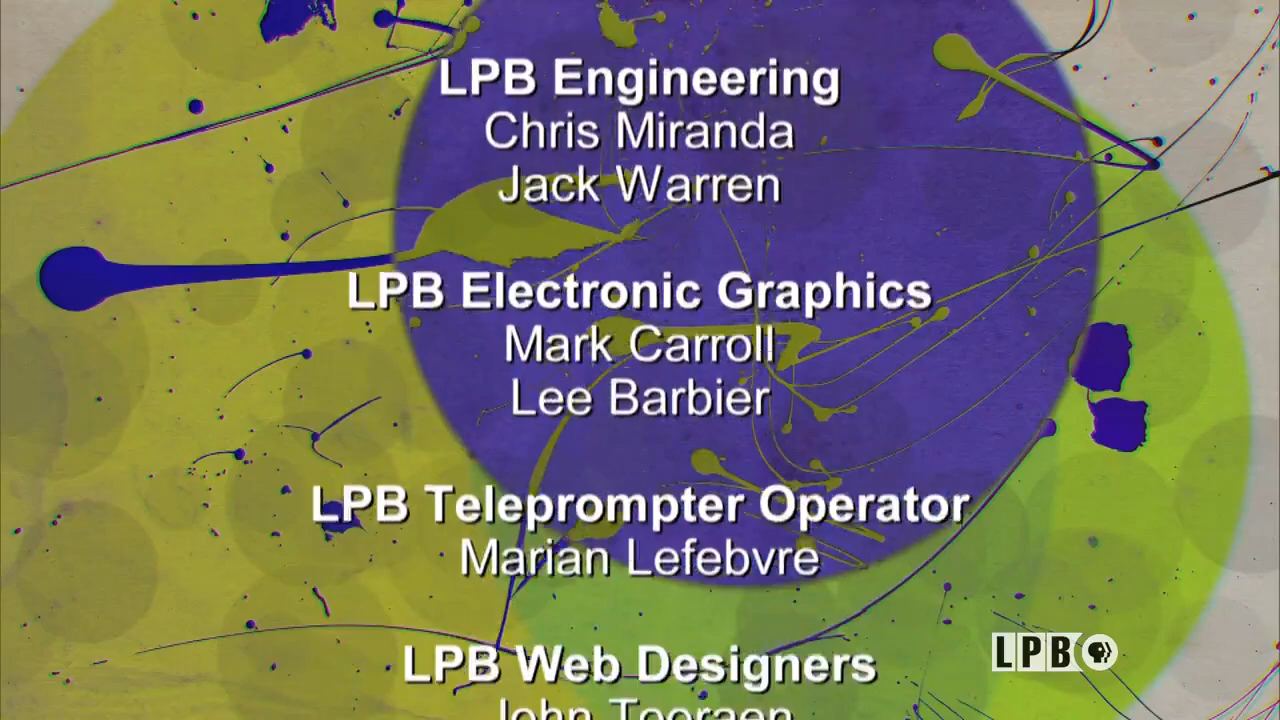 LPB Engineering
Chris Miranda
Jack Warren
LPB Electronic Graphics
Mark Carroll
Lee Barbier
LPB Teleprompter Operator
Marian Lefebvre
LPB Web Designers
John
LPB